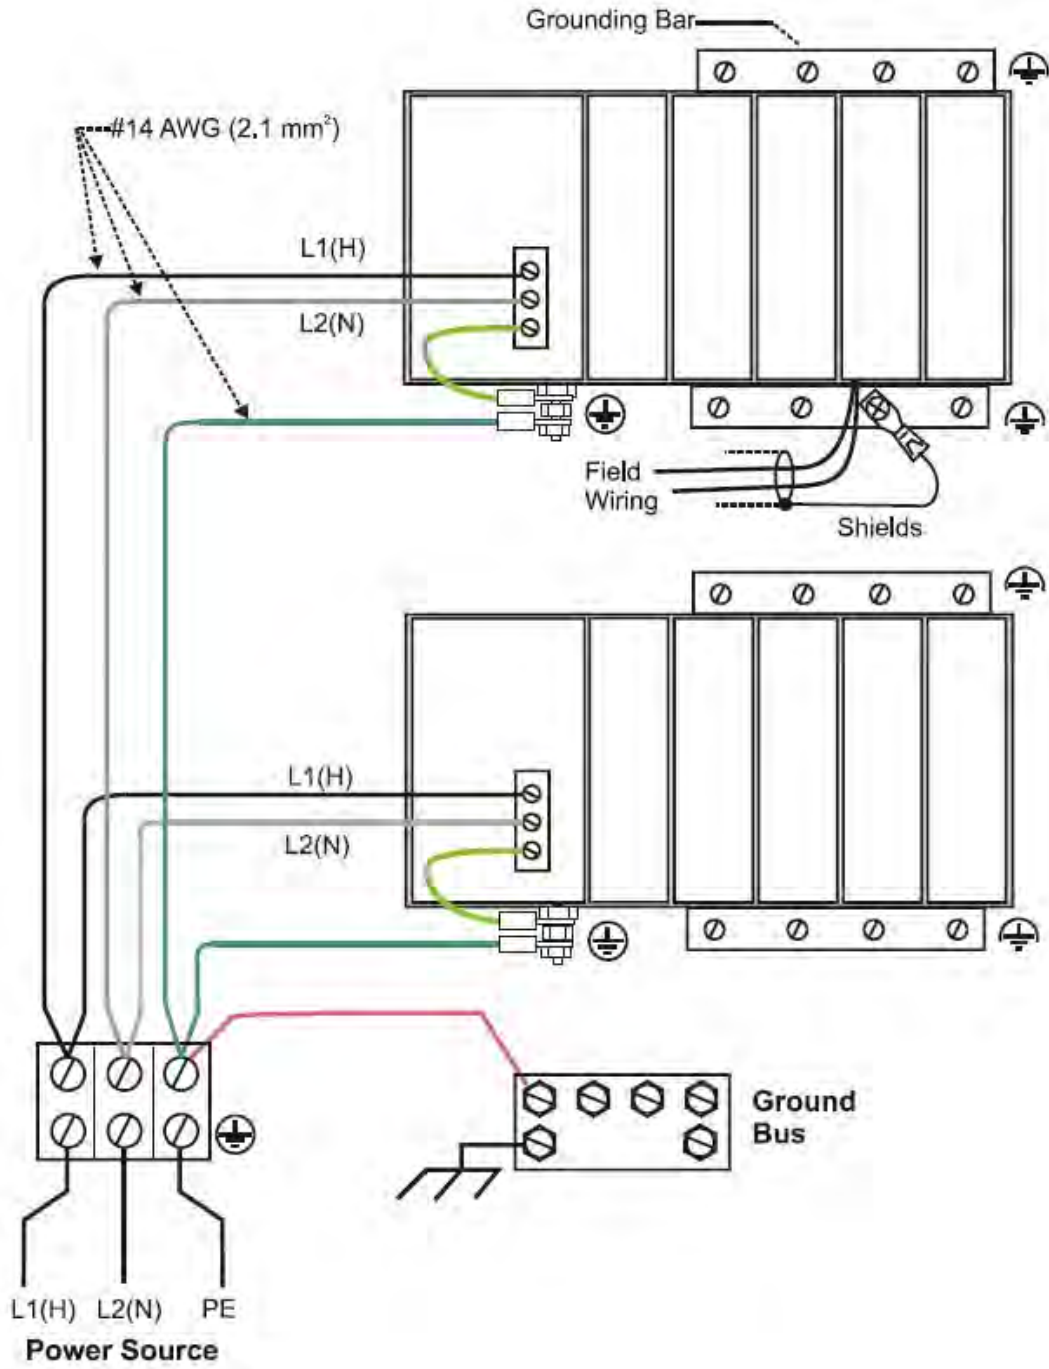 Grounding Bar
#14 AWG (2.1 mm²)
L1(H)
L2(N)
Field
Wiring
Shields
L1(H)
L2(N)
Ground
Bus
L1(H) L2(N) PE
Power Source